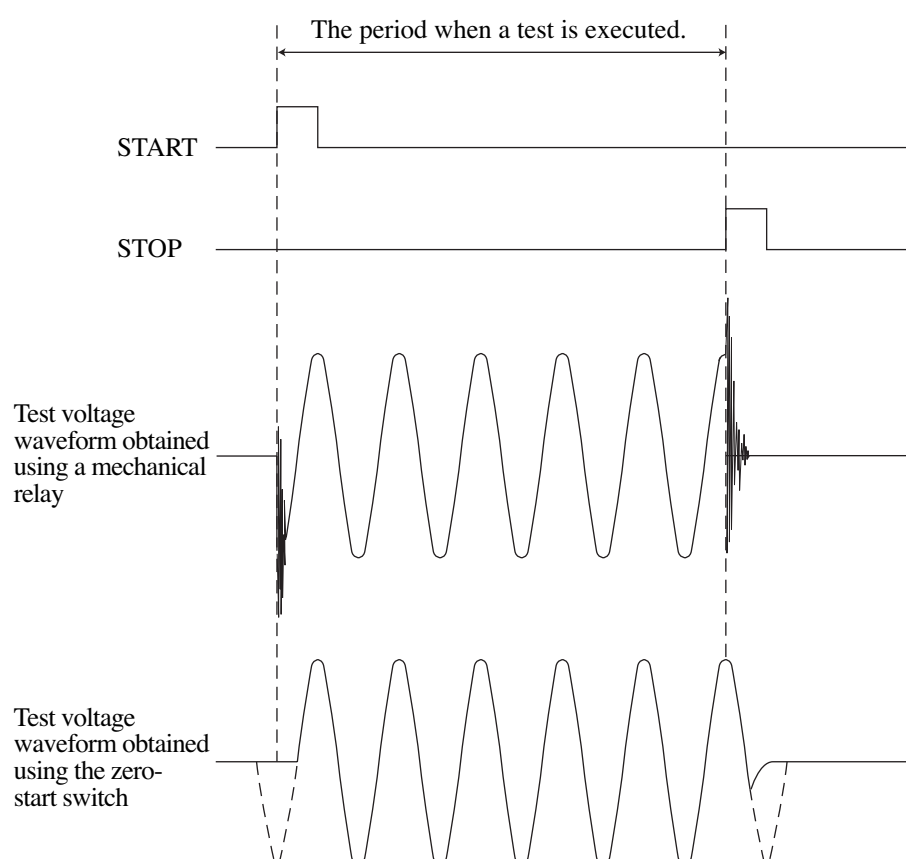 The period when a test is executed.
START
STOP
Test voltage
waveform obtained
using a mechanical
relay
Test voltage
waveform obtained
using the zero-
start switch